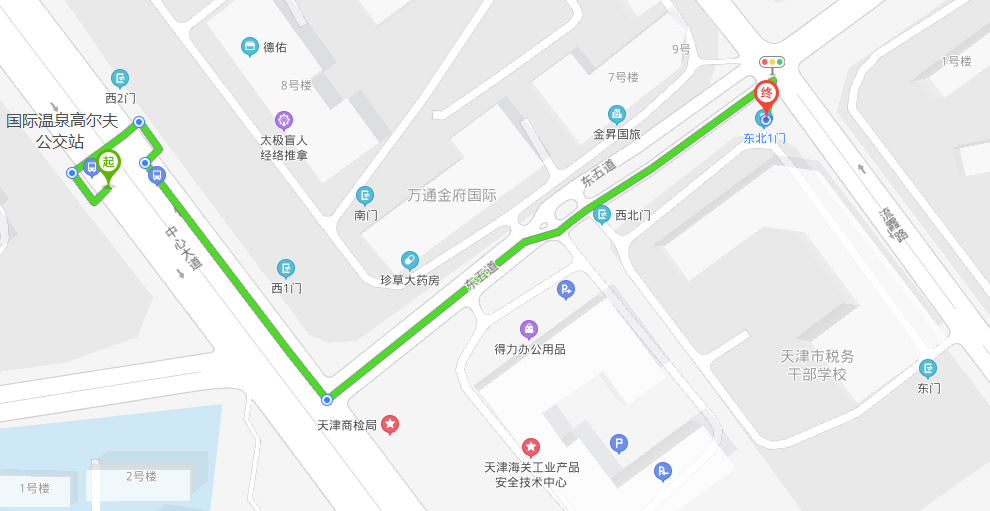 德佑
9号
1号楼
西2门
8号楼
7号楼
终
国际温泉高尔夫
公交站
太极盲人
经络推拿
金昇国旅
东北1门
起
东五道
万通金府国际
南门
西北门
流霞路
中心大道
西1门
珍草大药房
东五道
P
得力办公用品
天津市税务
干部学校
东门
天津商检局
P
天津海关工业产品
安全技术中心
P
1号楼
2号楼